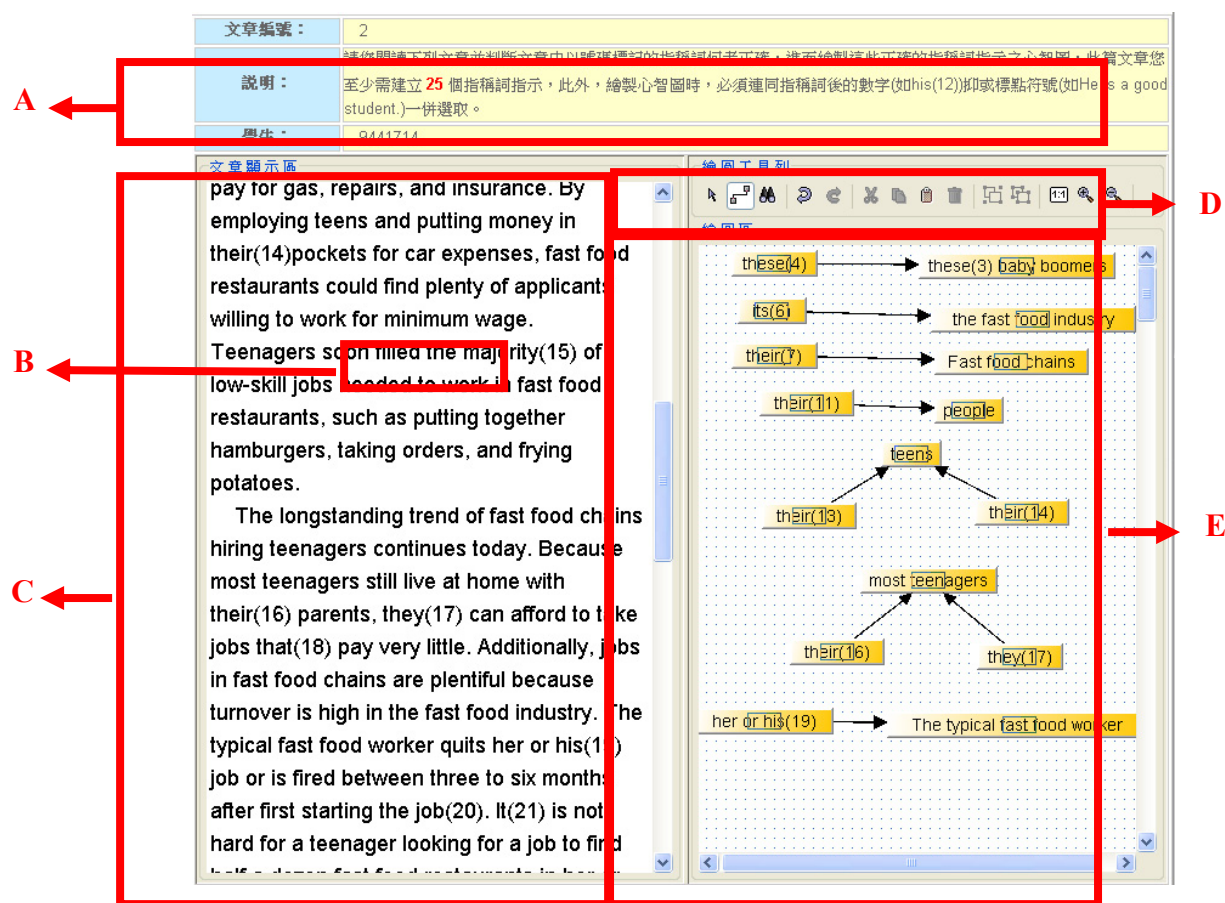 文章編號： 2
請您閱讀下列文章並判斷文章中以號碼標記的指稱詞何者正確，進而繪製這些正確的指稱詞指示之心智圖，此篇文章您
說明： 至少需建立 25 個指稱詞指示，此外，繪製心智圖時，必須連同指稱詞後的數字(如his(12))抑或標點符號(如He is a good
student.)一併選取。
學生： 9441714
A
文章顯示區
pay for gas, repairs, and insurance. By
employing teens and putting money in
their(14)pockets for car expenses, fast food
restaurants could find plenty of applicants
willing to work for minimum wage.
Teenagers soon filled the majority(15) of
low-skill jobs needed to work in fast food
restaurants, such as putting together
hamburgers, taking orders, and frying
potatoes.
The longstanding trend of fast food chains
hiring teenagers continues today. Because
most teenagers still live at home with
their(16) parents, they(17) can afford to take
jobs that(18) pay very little. Additionally, jobs
in fast food chains are plentiful because
turnover is high in the fast food industry. The
typical fast food worker quits her or his(19)
job or is fired between three to six months
after first starting the job(20). It(21) is not
hard for a teenager looking for a job to find
half a dozen fast food restaurants in her or
B
C
繪圖工具列
1:1
D
繪圖區
these(4) these(3) baby boomers
its(6) the fast food industry
their(7) Fast food chains
their(11) people
teens
their(13) their(14)
most teenagers
their(16) they(17)
her or his(19) The typical fast food worker
E